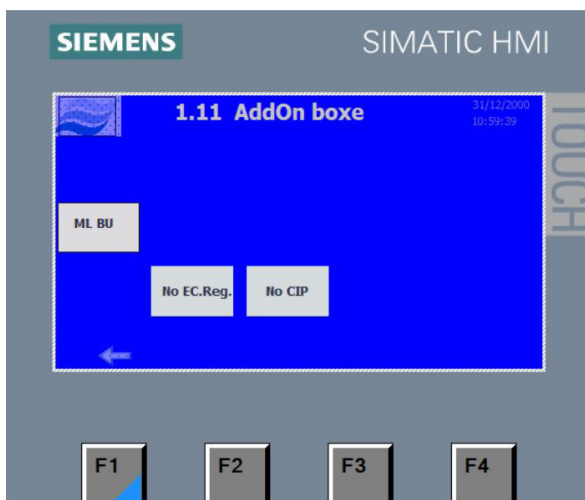 SIEMENS
SIMATIC HMI
1.11 AddOn boxe
31/12/2000
10:59:39
TOUCH
ML BU
No EC.Reg.
No CIP
F1
F2
F3
F4